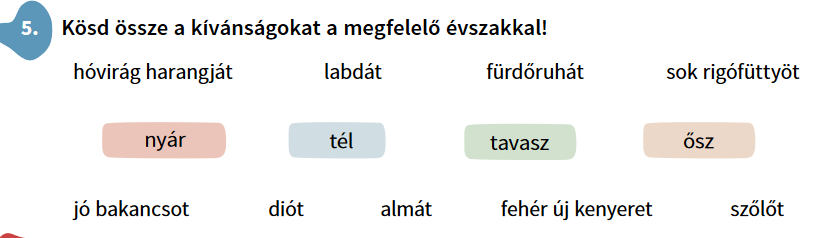 5. Kösd össze a kívánságokat a megfelelő évszakkal!
hóvirág harangját labdát fürdőruhát sok rigófüttyöt
nyár tél tavasz ősz
jó bakancsot diót almát fehér új kenyeret szőlőt